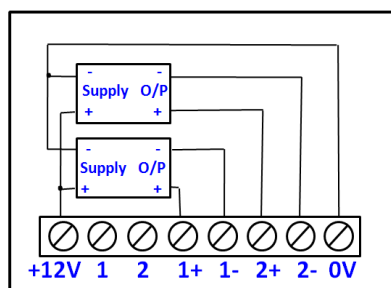 - -
Supply O/P
+ +
- -
Supply O/P
+ +
+12V 1 2 1+ 1- 2+ 2- 0V